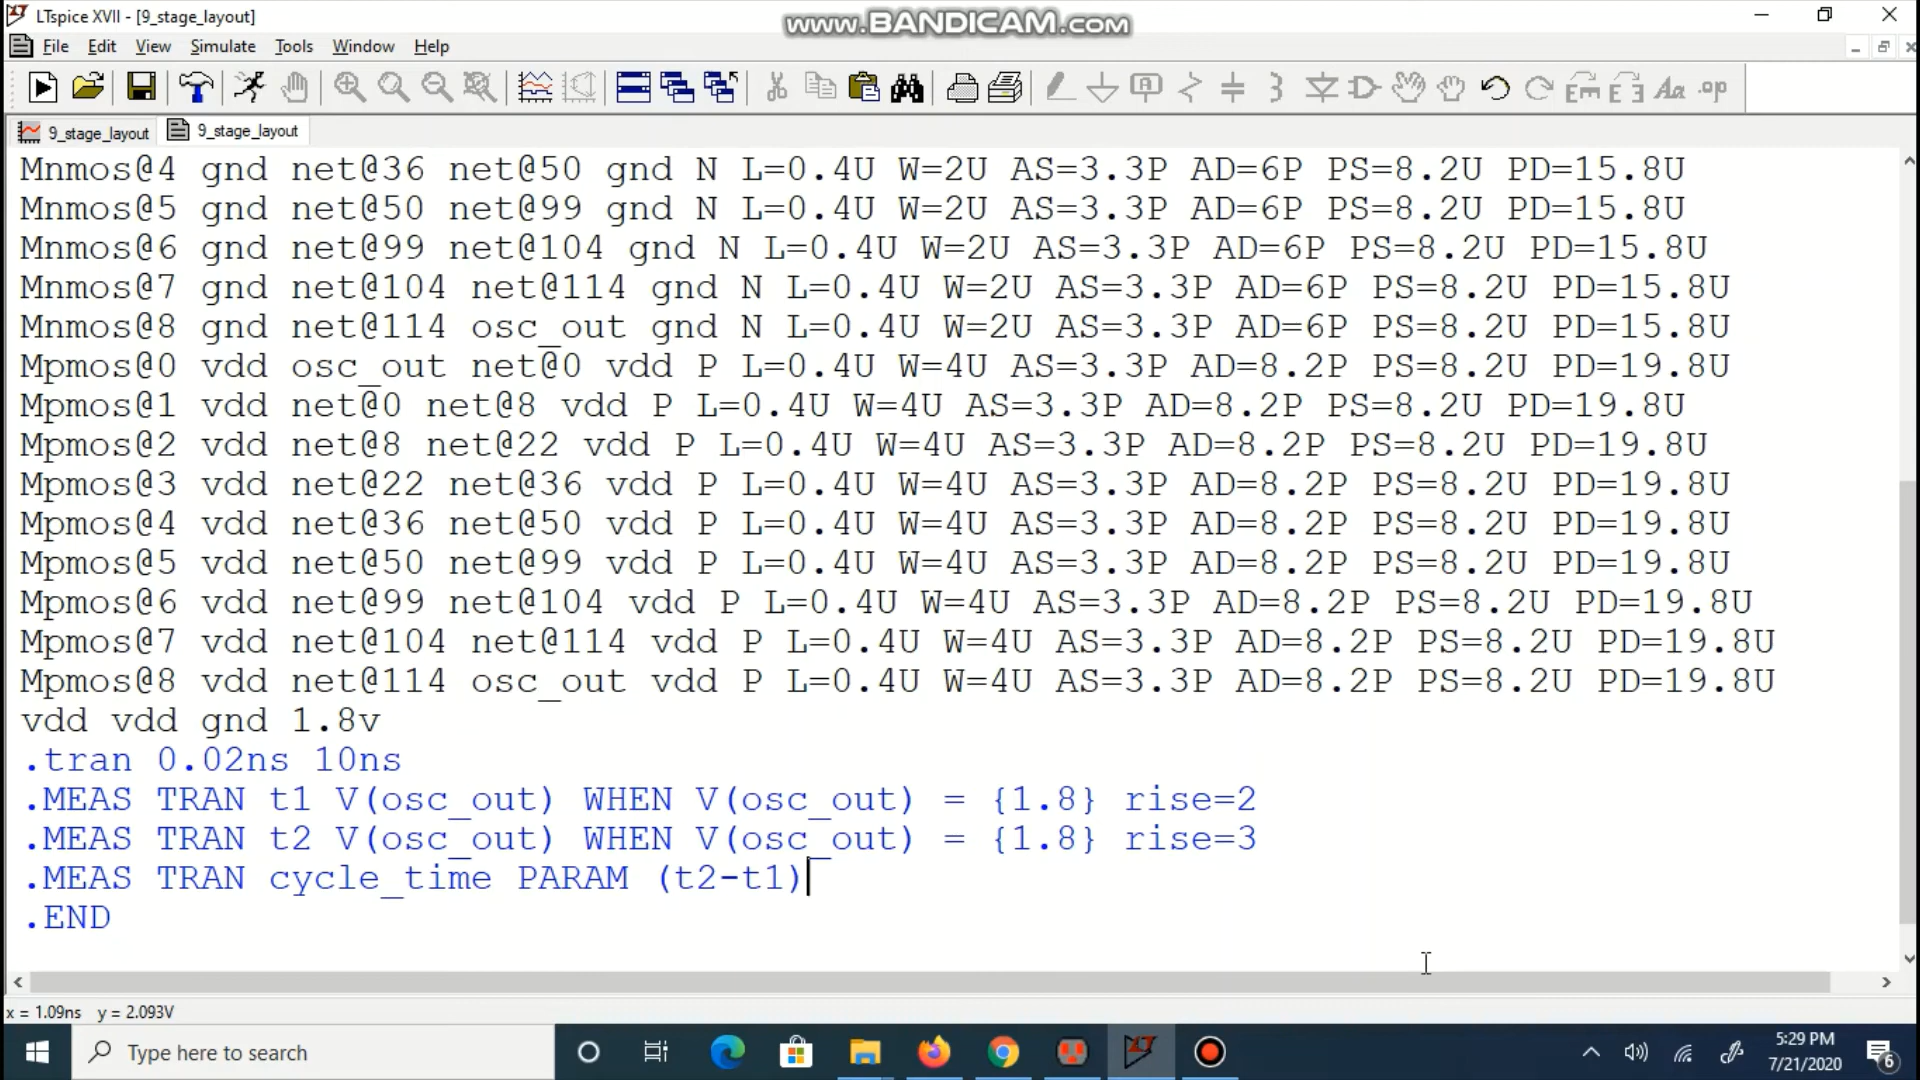 LTspice XVII - [9_stage_layout]
www.BANDICAM.com
File Edit View Simulate Tools Window Help
9_stage_layout 9_stage_layout
Mnmos@4 gnd net@36 net@50 gnd N L=0.4U W=2U AS=3.3P AD=6P PS=8.2U PD=15.8U
Mnmos@5 gnd net@50 net@99 gnd N L=0.4U W=2U AS=3.3P AD=6P PS=8.2U PD=15.8U
Mnmos@6 gnd net@99 net@104 gnd N L=0.4U W=2U AS=3.3P AD=6P PS=8.2U PD=15.8U
Mnmos@7 gnd net@104 net@114 gnd N L=0.4U W=2U AS=3.3P AD=6P PS=8.2U PD=15.8U
Mnmos@8 gnd net@114 osc_out gnd N L=0.4U W=2U AS=3.3P AD=6P PS=8.2U PD=15.8U
Mpmos@0 vdd osc_out net@0 vdd P L=0.4U W=4U AS=3.3P AD=8.2P PS=8.2U PD=19.8U
Mpmos@1 vdd net@0 net@8 vdd P L=0.4U W=4U AS=3.3P AD=8.2P PS=8.2U PD=19.8U
Mpmos@2 vdd net@8 net@22 vdd P L=0.4U W=4U AS=3.3P AD=8.2P PS=8.2U PD=19.8U
Mpmos@3 vdd net@22 net@36 vdd P L=0.4U W=4U AS=3.3P AD=8.2P PS=8.2U PD=19.8U
Mpmos@4 vdd net@36 net@50 vdd P L=0.4U W=4U AS=3.3P AD=8.2P PS=8.2U PD=19.8U
Mpmos@5 vdd net@50 net@99 vdd P L=0.4U W=4U AS=3.3P AD=8.2P PS=8.2U PD=19.8U
Mpmos@6 vdd net@99 net@104 vdd P L=0.4U W=4U AS=3.3P AD=8.2P PS=8.2U PD=19.8U
Mpmos@7 vdd net@104 net@114 vdd P L=0.4U W=4U AS=3.3P AD=8.2P PS=8.2U PD=19.8U
Mpmos@8 vdd net@114 osc_out vdd P L=0.4U W=4U AS=3.3P AD=8.2P PS=8.2U PD=19.8U
vdd vdd gnd 1.8v
.tran 0.02ns 10ns
.MEAS TRAN t1 V(osc_out) WHEN V(osc_out) = {1.8} rise=2
.MEAS TRAN t2 V(osc_out) WHEN V(osc_out) = {1.8} rise=3
.MEAS TRAN cycle_time PARAM (t2-t1)
.END
x = 1.09ns y = 2.093V
Type here to search
5:29 PM
7/21/2020
6